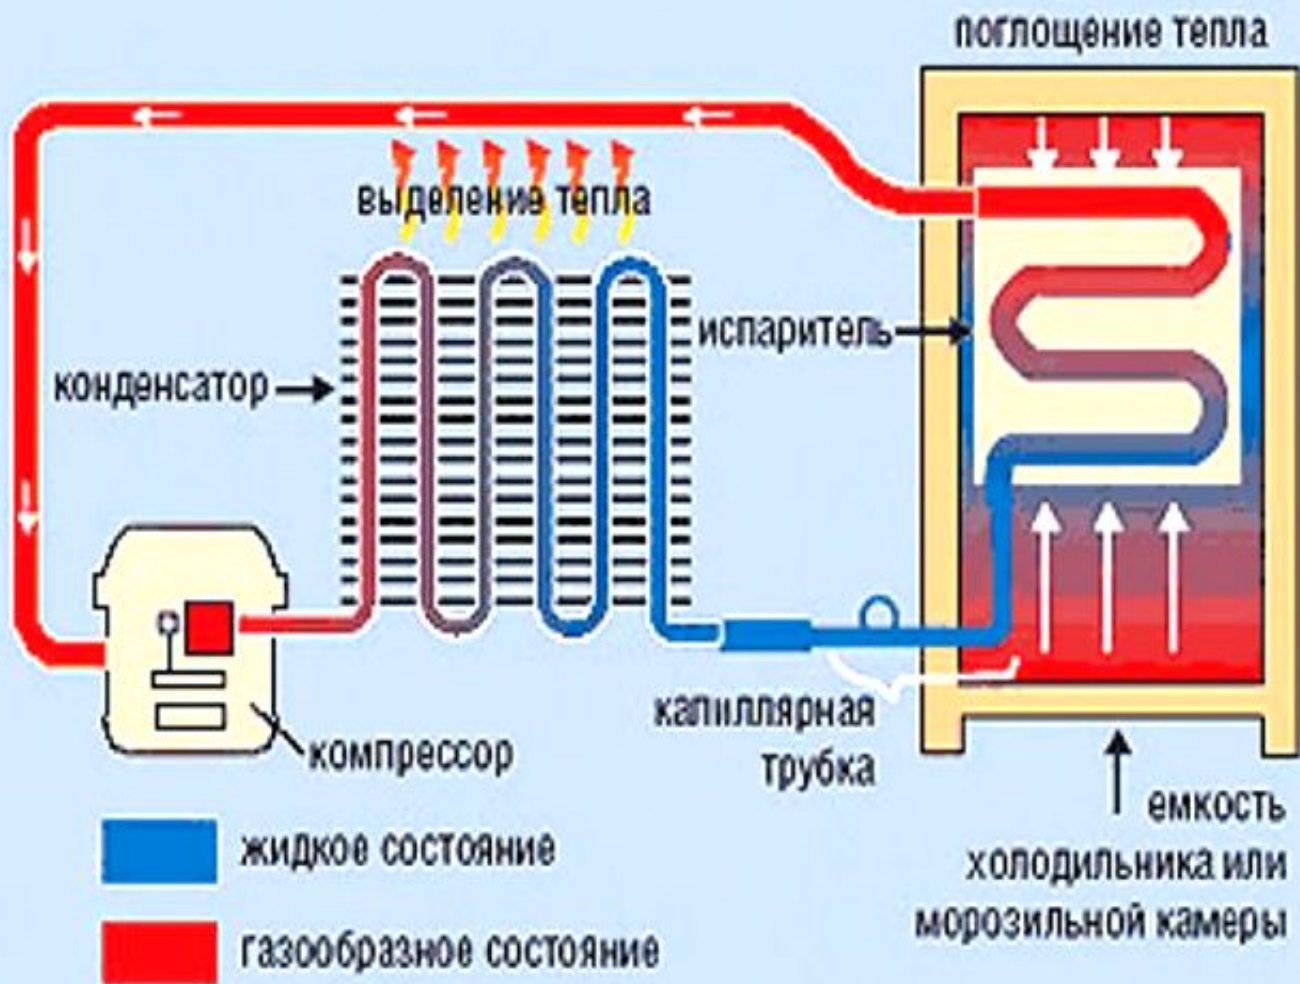 поглощение тепла
выделение тепла
испаритель
конденсатор
капиллярная
трубка
компрессор
емкость
холодильника или
морозильной камеры
жидкое состояние
газообразное состояние